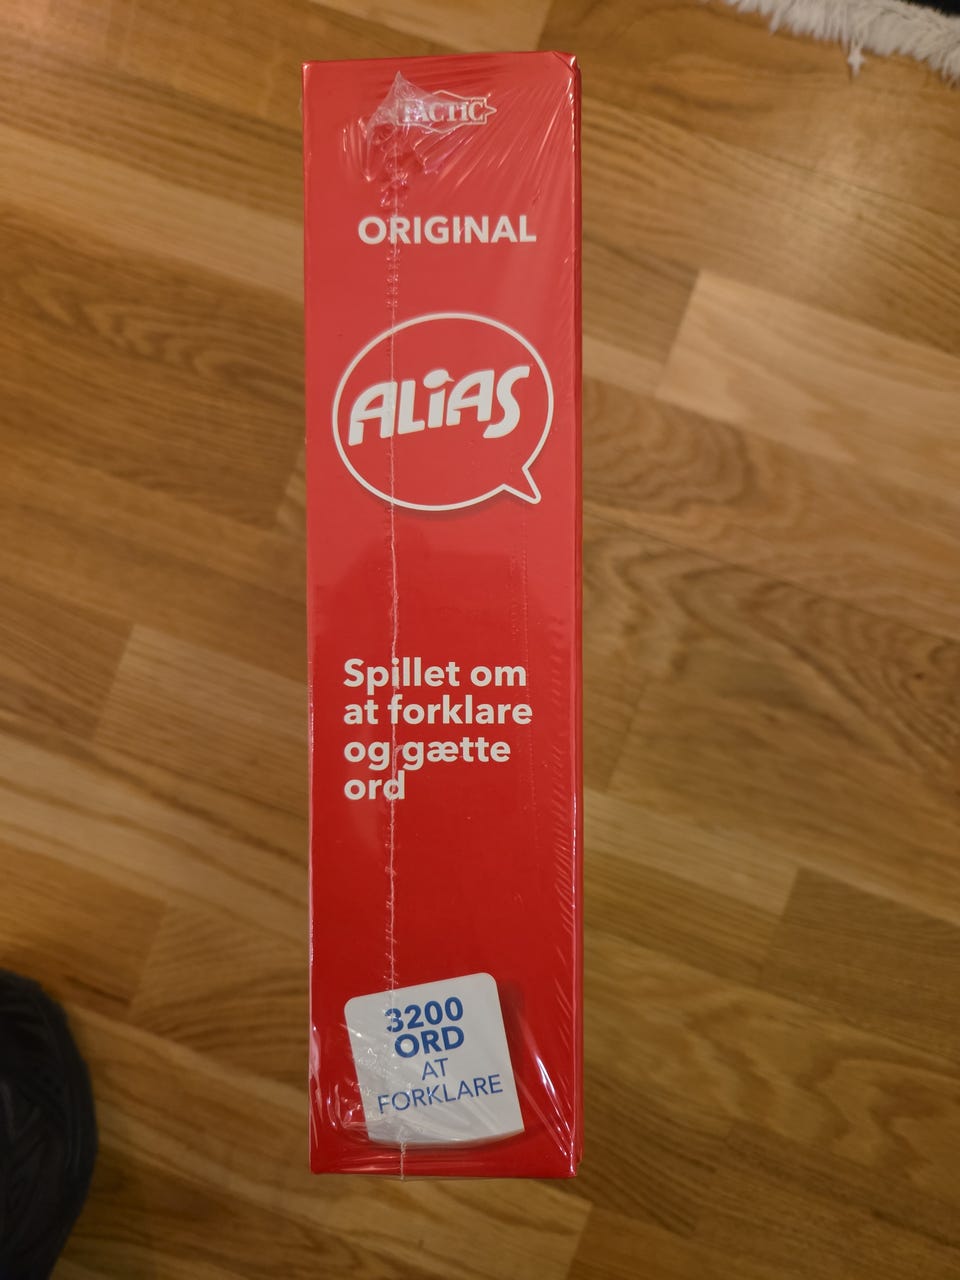 TACTIC
ORIGINAL
ALiAS
Spillet om
at forklare
og gætte
ord
3200
ORD
AT
FORKLARE